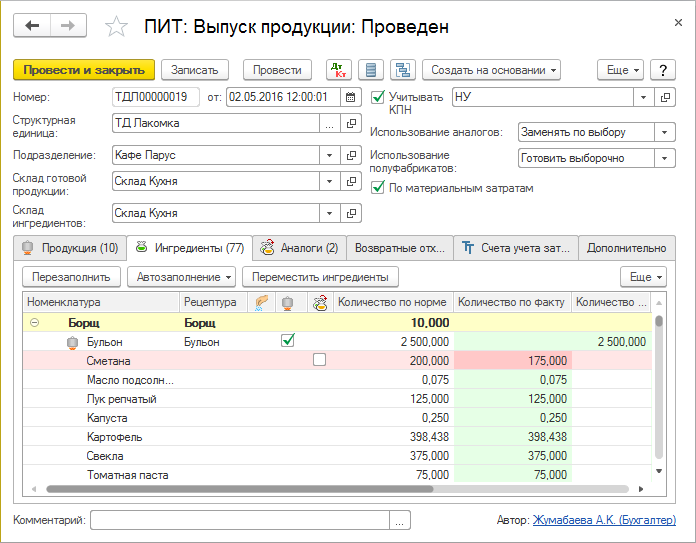 ПИТ: Выпуск продукции: Проведен
Провести и закрыть Записать Провести Дт Кт Создать на основании Еще ?
Номер: ТДЛ00000019 от: 02.05.2016 12:00:01 Учитывать КПН НУ
Структурная единица: ТД Лакомка ... Использование аналогов: Заменять по выбору
Подразделение: Кафе Парус Использование полуфабрикатов: Готовить выборочно
Склад готовой продукции: Склад Кухня По материальным затратам
Склад ингредиентов: Склад Кухня
Продукция (10) Ингредиенты (77) Аналоги (2) Возвратные отх... Тт Счета учета зат... Дополнительно
Перезаполнить Автозаполнение Переместить ингредиенты Еще
Номенклатура Рецептура Количество по норме Количество по факту Количество ...
Борщ Борщ 10,000
Бульон Бульон 2 500,000 2 500,000
Сметана 200,000 175,000
Масло подсолн... 0,075 0,075
Лук репчатый 125,000 125,000
Капуста 0,250 0,250
Картофель 398,438 398,438
Свекла 375,000 375,000
Томатная паста 75,000 75,000
Комментарий: ... Автор: Жумабаева А.К. (Бухгалтер)